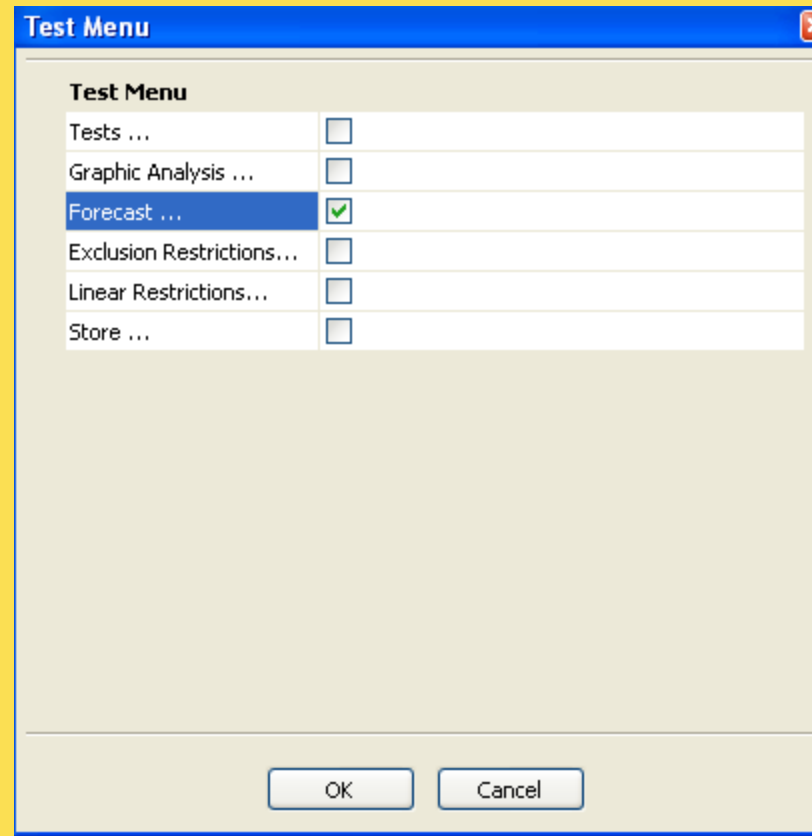 Test Menu
Test Menu
Tests ...
Graphic Analysis ...
Forecast ...
Exclusion Restrictions...
Linear Restrictions...
Store ...
OK
Cancel